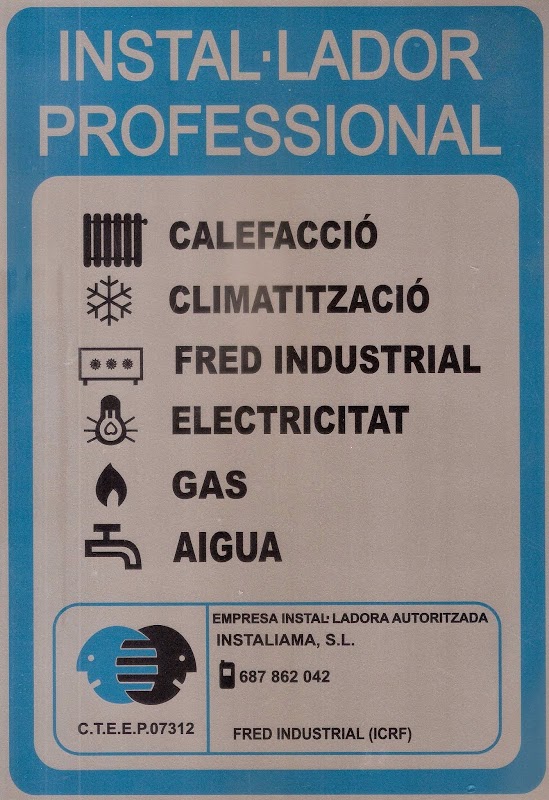 INSTAL·LADOR
PROFESSIONAL
CALEFACCIÓ
CLIMATITZACIÓ
FRED INDUSTRIAL
ELECTRICITAT
GAS
AIGUA
EMPRESA INSTAL· LADORA AUTORITZADA
INSTALIAMA, S.L.
687 862 042
C.T.E.E.P.07312
FRED INDUSTRIAL (ICRF)